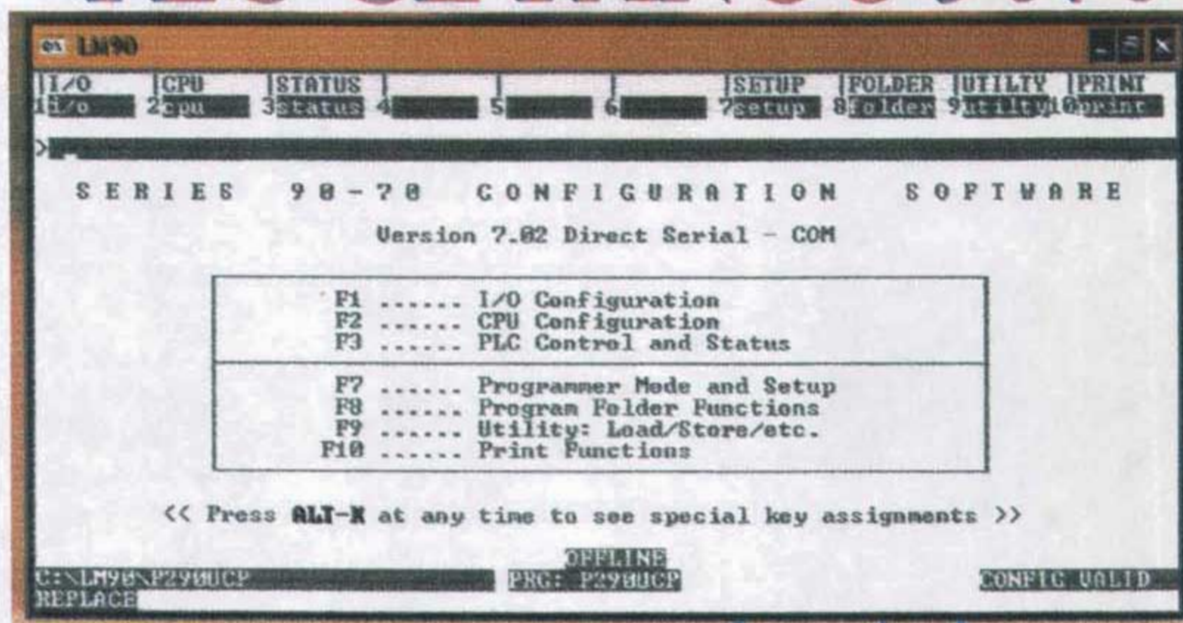 LM90
I/O CPU STATUS SETUP FOLDER UTILTY PRINT
1i/o 2cpu 3status 4 5 6 7setup 8folder 9utilty10print
>
SERIES 90-70 CONFIGURATION SOFTWARE
Version 7.02 Direct Serial - COM
F1 ...... I/O Configuration
F2 ...... CPU Configuration
F3 ...... PLC Control and Status
F7 ...... Programmer Mode and Setup
F8 ...... Program Folder Functions
F9 ...... Utility: Load/Store/etc.
F10 ...... Print Functions
<< Press ALT-K at any time to see special key assignments >>
OFFLINE
C:\LM90\P290UCP PRG: P290UCP CONFIG VALID
REPLACE